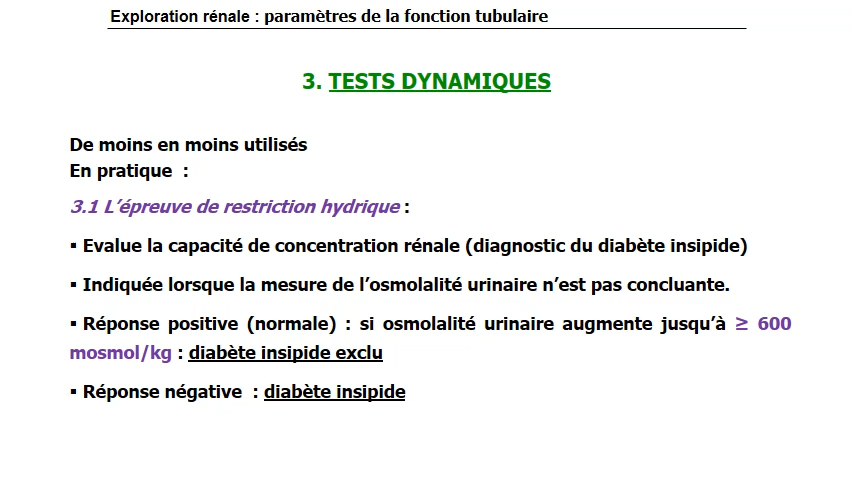 Exploration rénale : paramètres de la fonction tubulaire
3. TESTS DYNAMIQUES
De moins en moins utilisés
En pratique  :
3.1 L’épreuve de restriction hydrique :
▪ Evalue la capacité de concentration rénale (diagnostic du diabète insipide)
▪ Indiquée lorsque la mesure de l’osmolalité urinaire n’est pas concluante.
▪ Réponse positive (normale) : si osmolalité urinaire augmente jusqu’à ≥ 600
mosmol/kg : diabète insipide exclu
▪ Réponse négative  : diabète insipide